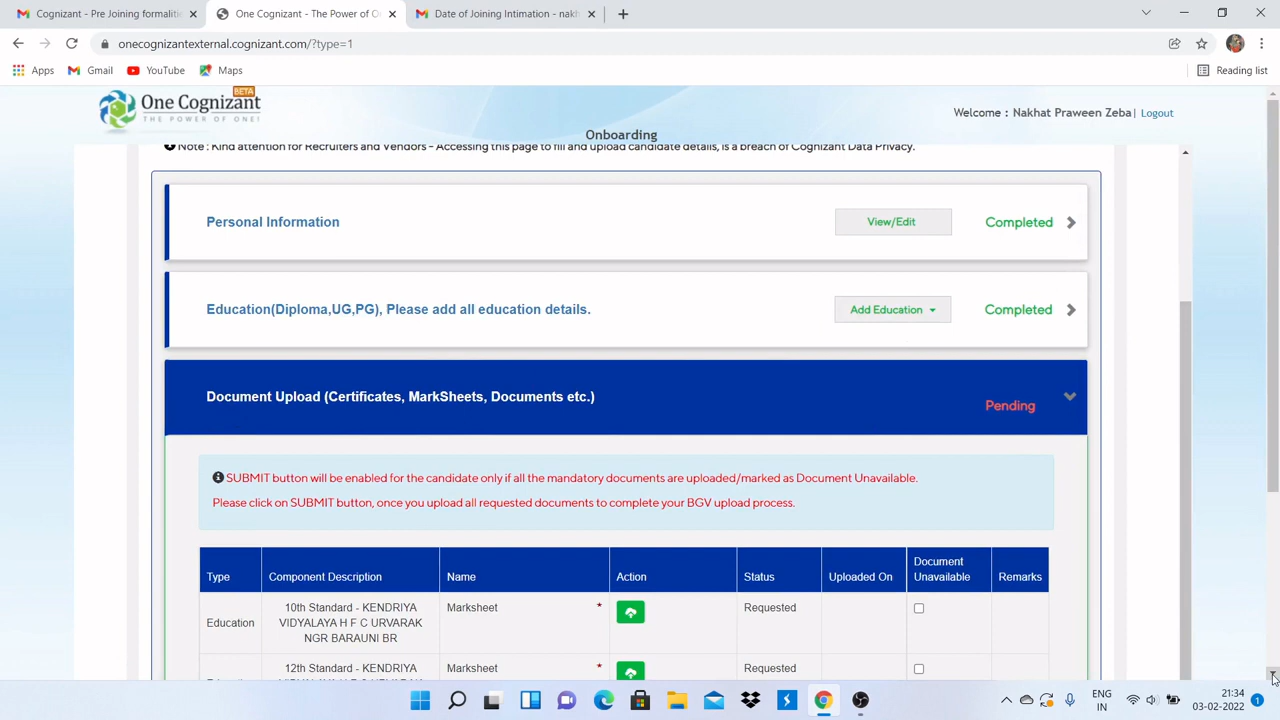 Cognizant - Pre Joining formalitie
One Cognizant - The Power of O
Date of Joining Intimation - nakh
onecognizantexternal.cognizant.com/?type=1
Apps
Gmail
YouTube
Maps
Reading list
BETA
One Cognizant
THE POWER OF ONE!
Welcome : Nakhat Praween Zeba| Logout
Onboarding
Note : Kind attention for Recruiters and Vendors - Accessing this page to fill and upload candidate details, is a breach of Cognizant Data Privacy.
Personal Information
View/Edit
Completed
Education(Diploma,UG,PG), Please add all education details.
Add Education
Completed
Document Upload (Certificates, MarkSheets, Documents etc.)
Pending
SUBMIT button will be enabled for the candidate only if all the mandatory documents are uploaded/marked as Document Unavailable.
Please click on SUBMIT button, once you upload all requested documents to complete your BGV upload process.
Type
Component Description
Name
Action
Status
Uploaded On
Document
Unavailable
Remarks
Education
10th Standard - KENDRIYA
VIDYALAYA H F C URVARAK
NGR BARAUNI BR
Marksheet *
Requested
12th Standard - KENDRIYA
Marksheet *
Requested
ENG
IN
21:34
03-02-2022
1